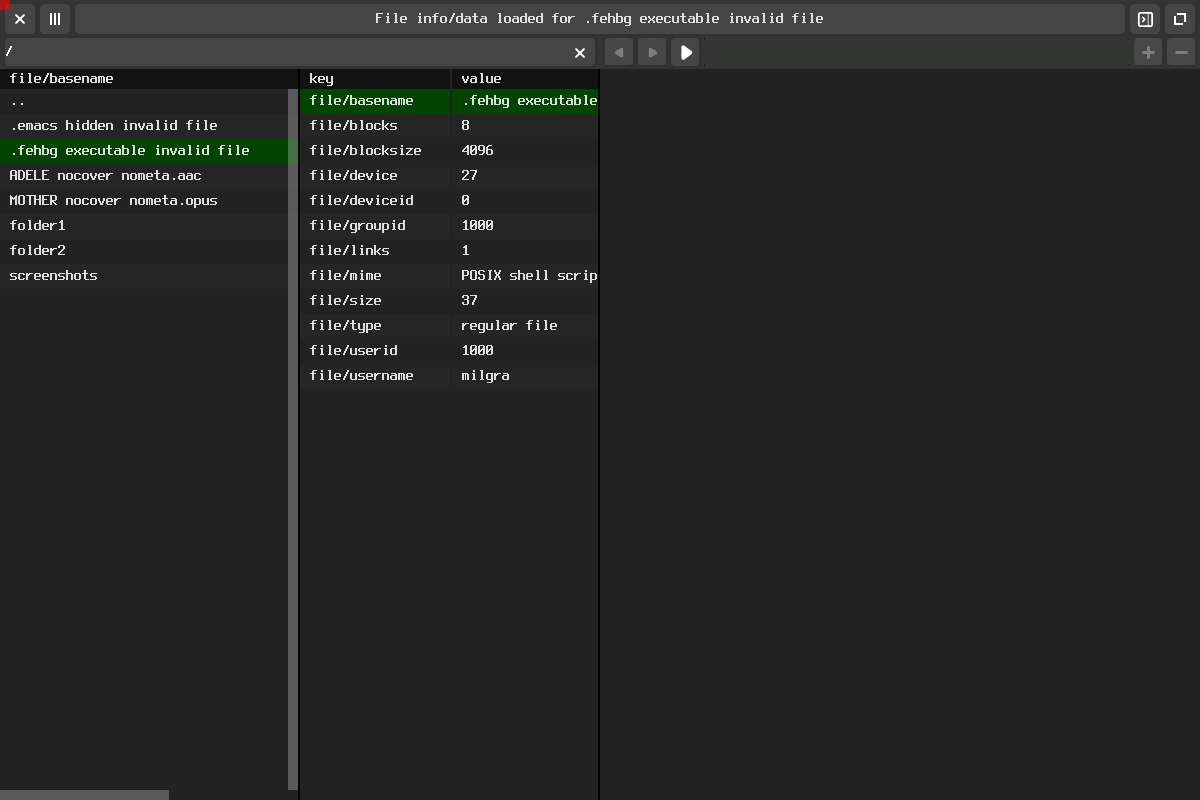 File info/data loaded for .fehbg executable invalid file
/
file/basename
..
.emacs hidden invalid file
.fehbg executable invalid file
ADELE nocover nometa.aac
MOTHER nocover nometa.opus
folder1
folder2
screenshots
key value
file/basename .fehbg executable
file/blocks 8
file/blocksize 4096
file/device 27
file/deviceid 0
file/groupid 1000
file/links 1
file/mime POSIX shell scrip
file/size 37
file/type regular file
file/userid 1000
file/username milgra